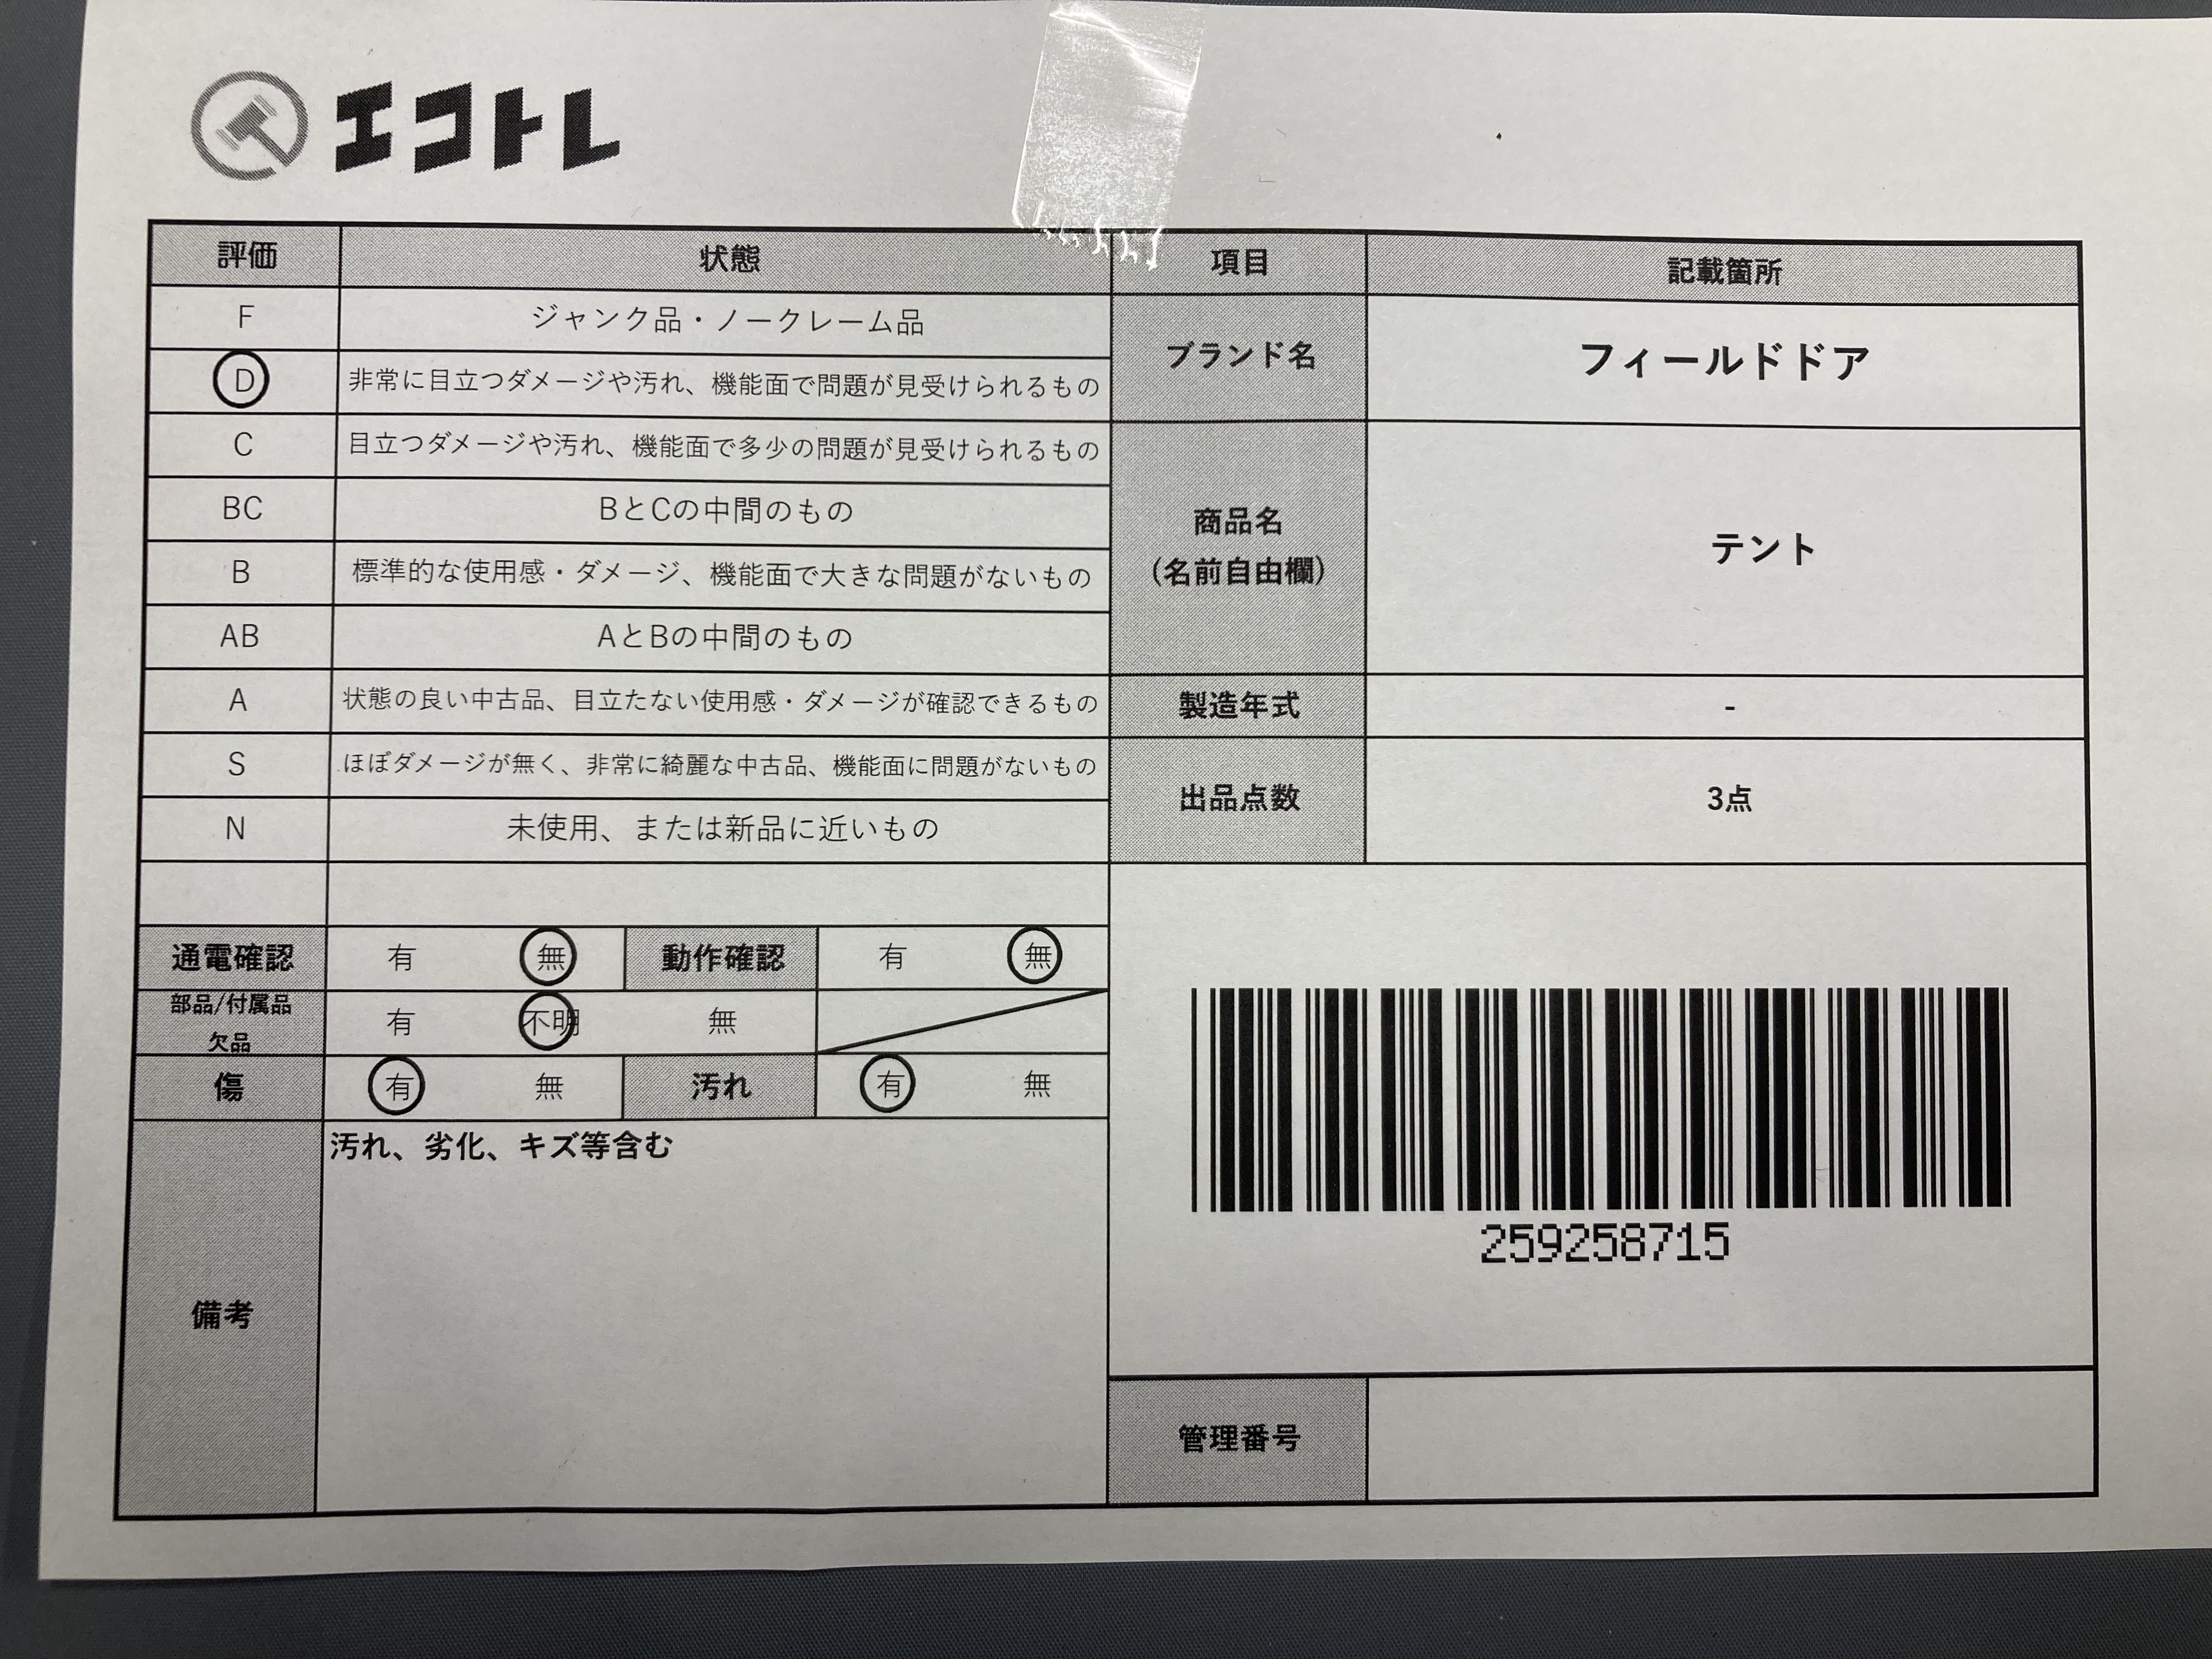 エコトレ
評価 状態 項目 記載箇所
F ジャンク品・ノークレーム品
D 非常に目立つダメージや汚れ、機能面で問題が見受けられるもの
C 目立つダメージや汚れ、機能面で多少の問題が見受けられるもの
BC BとCの中間のもの
B 標準的な使用感・ダメージ、機能面で大きな問題がないもの
AB AとBの中間のもの
A 状態の良い中古品、目立たない使用感・ダメージが確認できるもの
S ほぼダメージが無く、非常に綺麗な中古品、機能面に問題がないもの
N 未使用、または新品に近いもの
ブランド名 フィールドドア
商品名
(名前自由欄)
テント
製造年式 -
出品点数 3点
通電確認 有 無 動作確認 有 無
部品/付属品
欠品
有 不明 無
傷 有 無 汚れ 有 無
備考
汚れ、劣化、キズ等含む
259258715
管理番号